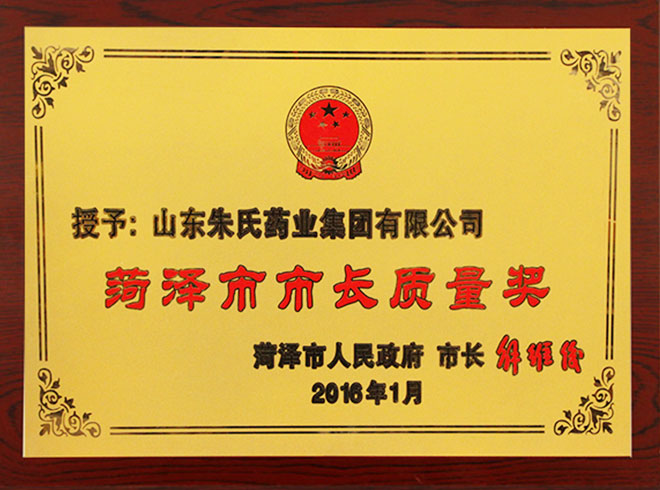 授予：山东朱氏药业集团有限公司
菏泽市市长质量奖
菏泽市人民政府 市长 解维俊
2016年1月